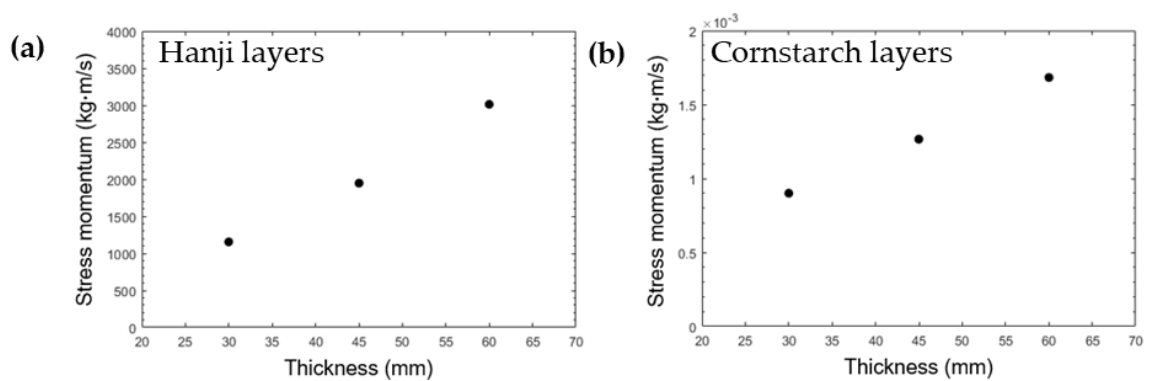 (a)
Hanji layers
Stress momentum (kg·m/s)
4000
3500
3000
2500
2000
1500
1000
500
0
20 25 30 35 40 45 50 55 60 65 70
Thickness (mm)
(b)
×10⁻³
Cornstarch layers
Stress momentum (kg·m/s)
2
1.5
1
0.5
0
20 25 30 35 40 45 50 55 60 65 70
Thickness (mm)